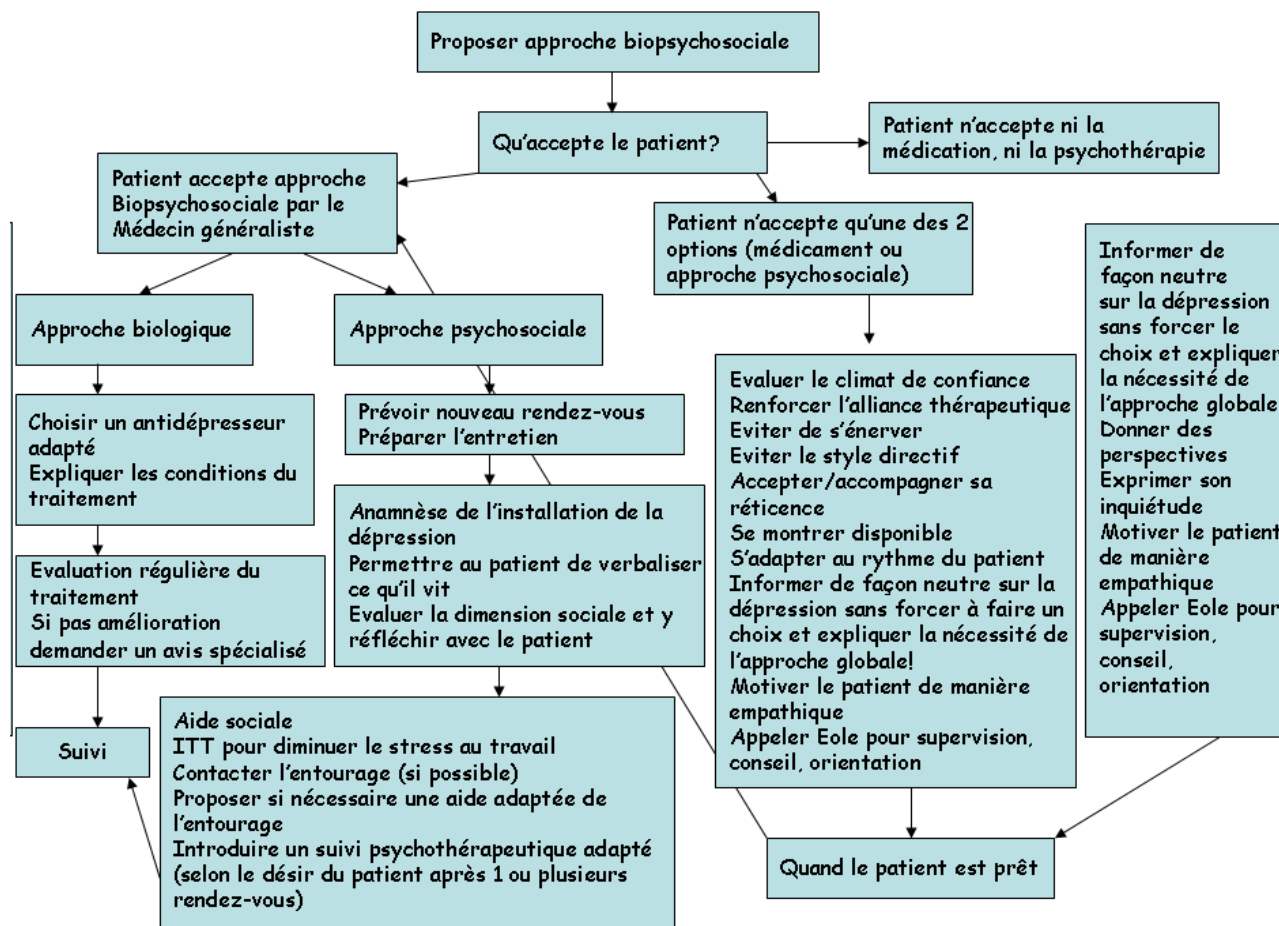 Proposer approche biopsychosociale
Qu'accepte le patient?
Patient n'accepte ni la
médication, ni la psychothérapie
Patient accepte approche
Biopsychosociale par le
Médecin généraliste
Patient n'accepte qu'une des 2
options (médicament ou
approche psychosociale)
Informer de
façon neutre
sur la dépression
sans forcer le
choix et expliquer
la nécessité de
l'approche globale
Donner des
perspectives
Exprimer son
inquiétude
Motiver le patient
de manière
empathique
Appeler Eole pour
supervision,
conseil,
orientation
Approche biologique
Approche psychosociale
Choisir un antidépresseur
adapté
Expliquer les conditions du
traitement
Prévoir nouveau rendez-vous
Préparer l'entretien
Evaluer le climat de confiance
Renforcer l'alliance thérapeutique
Eviter de s'énerver
Eviter le style directif
Accepter/accompagner sa
réticence
Se montrer disponible
S'adapter au rythme du patient
Informer de façon neutre sur la
dépression sans forcer à faire un
choix et expliquer la nécessité de
l'approche globale!
Motiver le patient de manière
empathique
Appeler Eole pour supervision,
conseil, orientation
Evaluation régulière du
traitement
Si pas amélioration
demander un avis spécialisé
Anamnèse de l'installation de la
dépression
Permettre au patient de verbaliser
ce qu'il vit
Evaluer la dimension sociale et y
réfléchir avec le patient
Suivi
Aide sociale
ITT pour diminuer le stress au travail
Contacter l'entourage (si possible)
Proposer si nécessaire une aide adaptée de
l'entourage
Introduire un suivi psychothérapeutique adapté
(selon le désir du patient après 1 ou plusieurs
rendez-vous)
Quand le patient est prêt